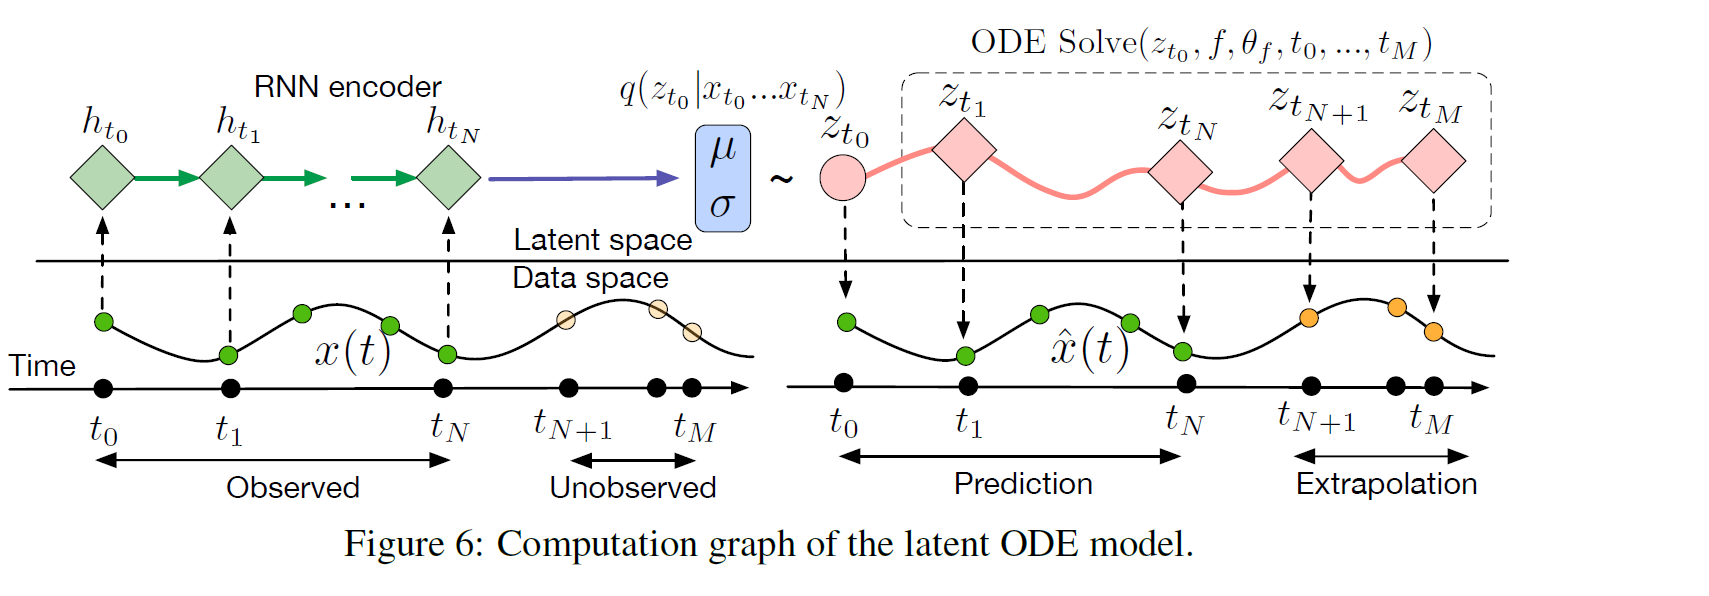 ODE Solve(z_{t_0}, f, θ_f, t_0, ..., t_M)
RNN encoder
q(z_{t_0}|x_{t_0}...x_{t_N})
h_{t_0} h_{t_1} h_{t_N}
z_{t_0} z_{t_1} z_{t_N} z_{t_{N+1}} z_{t_M}
...
μ
σ
~
Latent space
Data space
x(t) x̂(t)
Time
t_0 t_1 t_N t_{N+1} t_M t_0 t_1 t_N t_{N+1} t_M
Observed Unobserved Prediction Extrapolation
Figure 6: Computation graph of the latent ODE model.